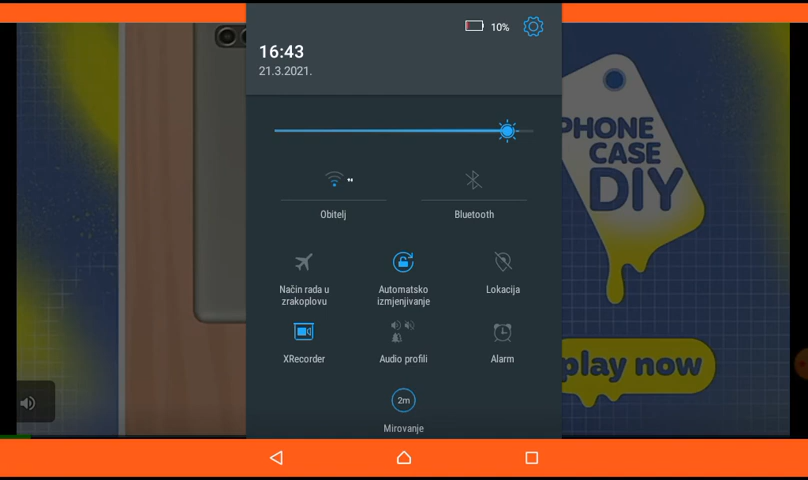 10%
16:43
21.3.2021.
PHONE
CASE
DIY
Obitelj
Bluetooth
Način rada u
zrakoplovu
Automatsko
izmjenjivanje
Lokacija
XRecorder
Audio profili
Alarm
play now
2m
Mirovanje